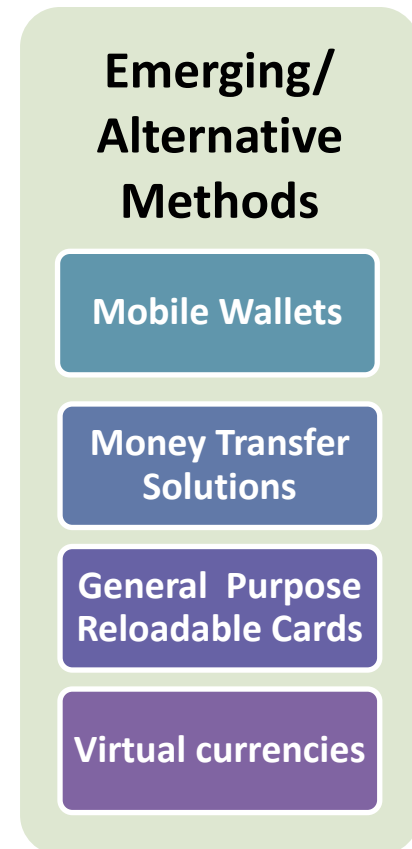 Emerging/
Alternative
Methods
Mobile Wallets
Money Transfer
Solutions
General Purpose
Reloadable Cards
Virtual currencies